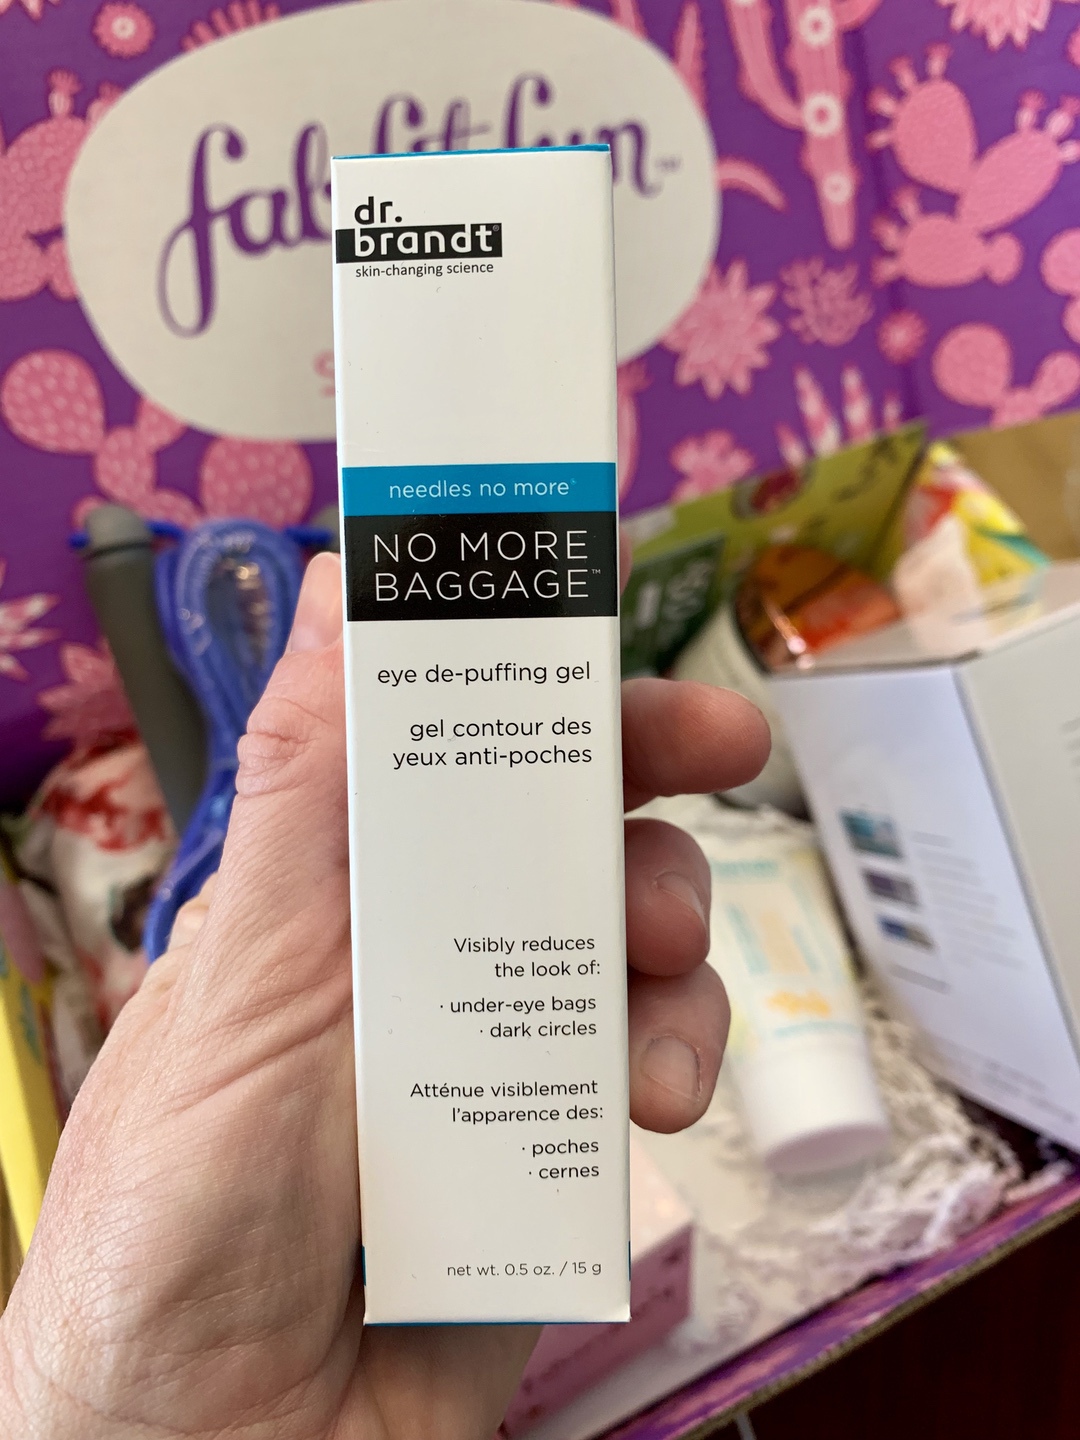 fabfitfun™
dr.
brandt®
skin-changing science
needles no more
NO MORE
BAGGAGE™
eye de-puffing gel
gel contour des
yeux anti-poches
Visibly reduces
the look of:
· under-eye bags
· dark circles
Atténue visiblement
l'apparence des:
· poches
· cernes
net wt. 0.5 oz. / 15 g